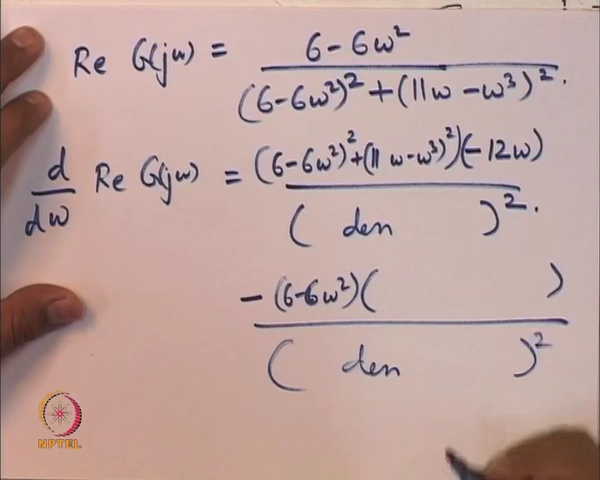 Re G(jω) = (6-6ω²) / ((6-6ω²)² + (11ω-ω³)²).
d/dω Re G(jω) = ((6-6ω²)² + (11ω-ω³)²)(-12ω) / ( den )².
- (6-6ω²)( ) / ( den )²
NPTEL